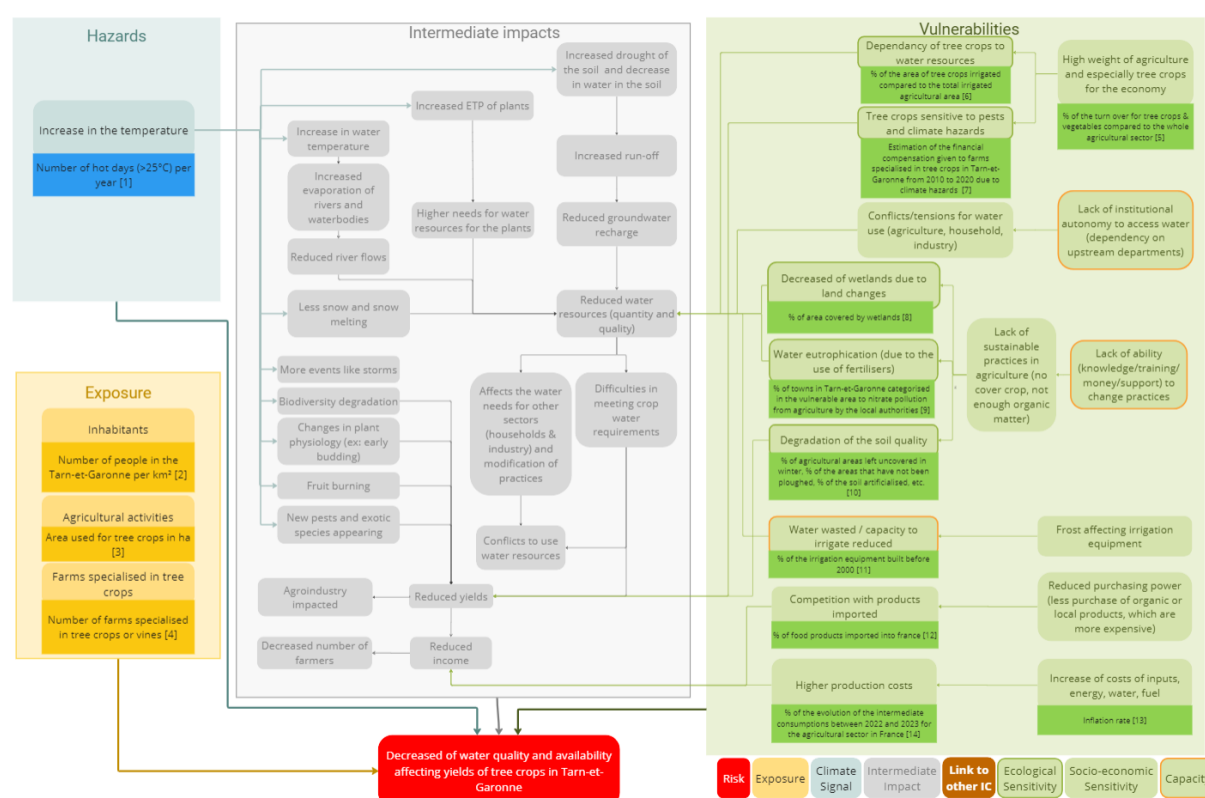 Hazards
Increase in the temperature
Number of hot days (>25°C) per
year [1]
Exposure
Inhabitants
Number of people in the
Tarn-et-Garonne per km² [2]
Agricultural activities
Area used for tree crops in ha
[3]
Farms specialised in tree
crops
Number of farms specialised
in tree crops or vines [4]
Intermediate impacts
Increased drought of
the soil and decrease
in water in the soil
Increased ETP of plants
Increase in water
temperature
Increased run-off
Increased
evaporation of
rivers and
waterbodies
Higher needs for water
resources for the plants
Reduced groundwater
recharge
Reduced river flows
Less snow and snow
melting
Reduced water
resources (quantity and
quality)
More events like storms
Biodiversity degradation
Changes in plant
physiology (ex: early
budding)
Fruit burning
New pests and exotic
species appearing
Affects the water
needs for other
sectors
(households &
industry) and
modification of
practices
Difficulties in
meeting crop
water
requirements
Conflicts to use
water resources
Agroindustry
impacted
Reduced yields
Decreased number of
farmers
Reduced
income
Vulnerabilities
Dependancy of tree crops to
water resources
% of the area of tree crops irrigated
compared to the total irrigated
agricultural area [6]
High weight of agriculture
and especially tree crops
for the economy
% of the turn over for tree crops &
vegetables compared to the whole
agricultural sector [5]
Tree crops sensitive to pests
and climate hazards
Estimation of the financial
compensation given to farms
specialised in tree crops in Tarn-et-
Garonne from 2010 to 2020 due to
climate hazards [7]
Conflicts/tensions for water
use (agriculture, household,
industry)
Lack of institutional
autonomy to access water
(dependency on
upstream departments)
Decreased of wetlands due to
land changes
% of area covered by wetlands [8]
Water eutrophication (due to the
use of fertilisers)
% of towns in Tarn-et-Garonne categorised
in the vulnerable area to nitrate pollution
from agriculture by the local authorities [9]
Lack of
sustainable
practices in
agriculture (no
cover crop, not
enough organic
matter)
Lack of ability
(knowledge/training/
money/support) to
change practices
Degradation of the soil quality
% of agricultural areas left uncovered in
winter, % of the areas that have not been
ploughed, % of the soil artificialised, etc.
[10]
Water wasted / capacity to
irrigate reduced
% of the irrigation equipment built before
2000 [11]
Frost affecting irrigation
equipment
Competition with products
imported
% of food products imported into france [12]
Reduced purchasing power
(less purchase of organic or
local products, which are
more expensive)
Higher production costs
% of the evolution of the intermediate
consumptions between 2022 and 2023 for
the agricultural sector in France [14]
Increase of costs of inputs,
energy, water, fuel
Inflation rate [13]
Decreased of water quality and availability
affecting yields of tree crops in Tarn-et-
Garonne
Risk
Exposure
Climate
Signal
Intermediate
Impact
Link to
other IC
Ecological
Sensitivity
Socio-economic
Sensitivity
Capacit